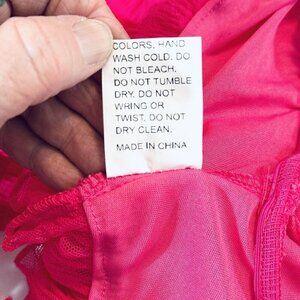 COLORS. HAND
WASH COLD. DO
NOT BLEACH.
DO NOT TUMBLE
DRY. DO NOT
WRING OR
TWIST. DO NOT
DRY CLEAN.
MADE IN CHINA